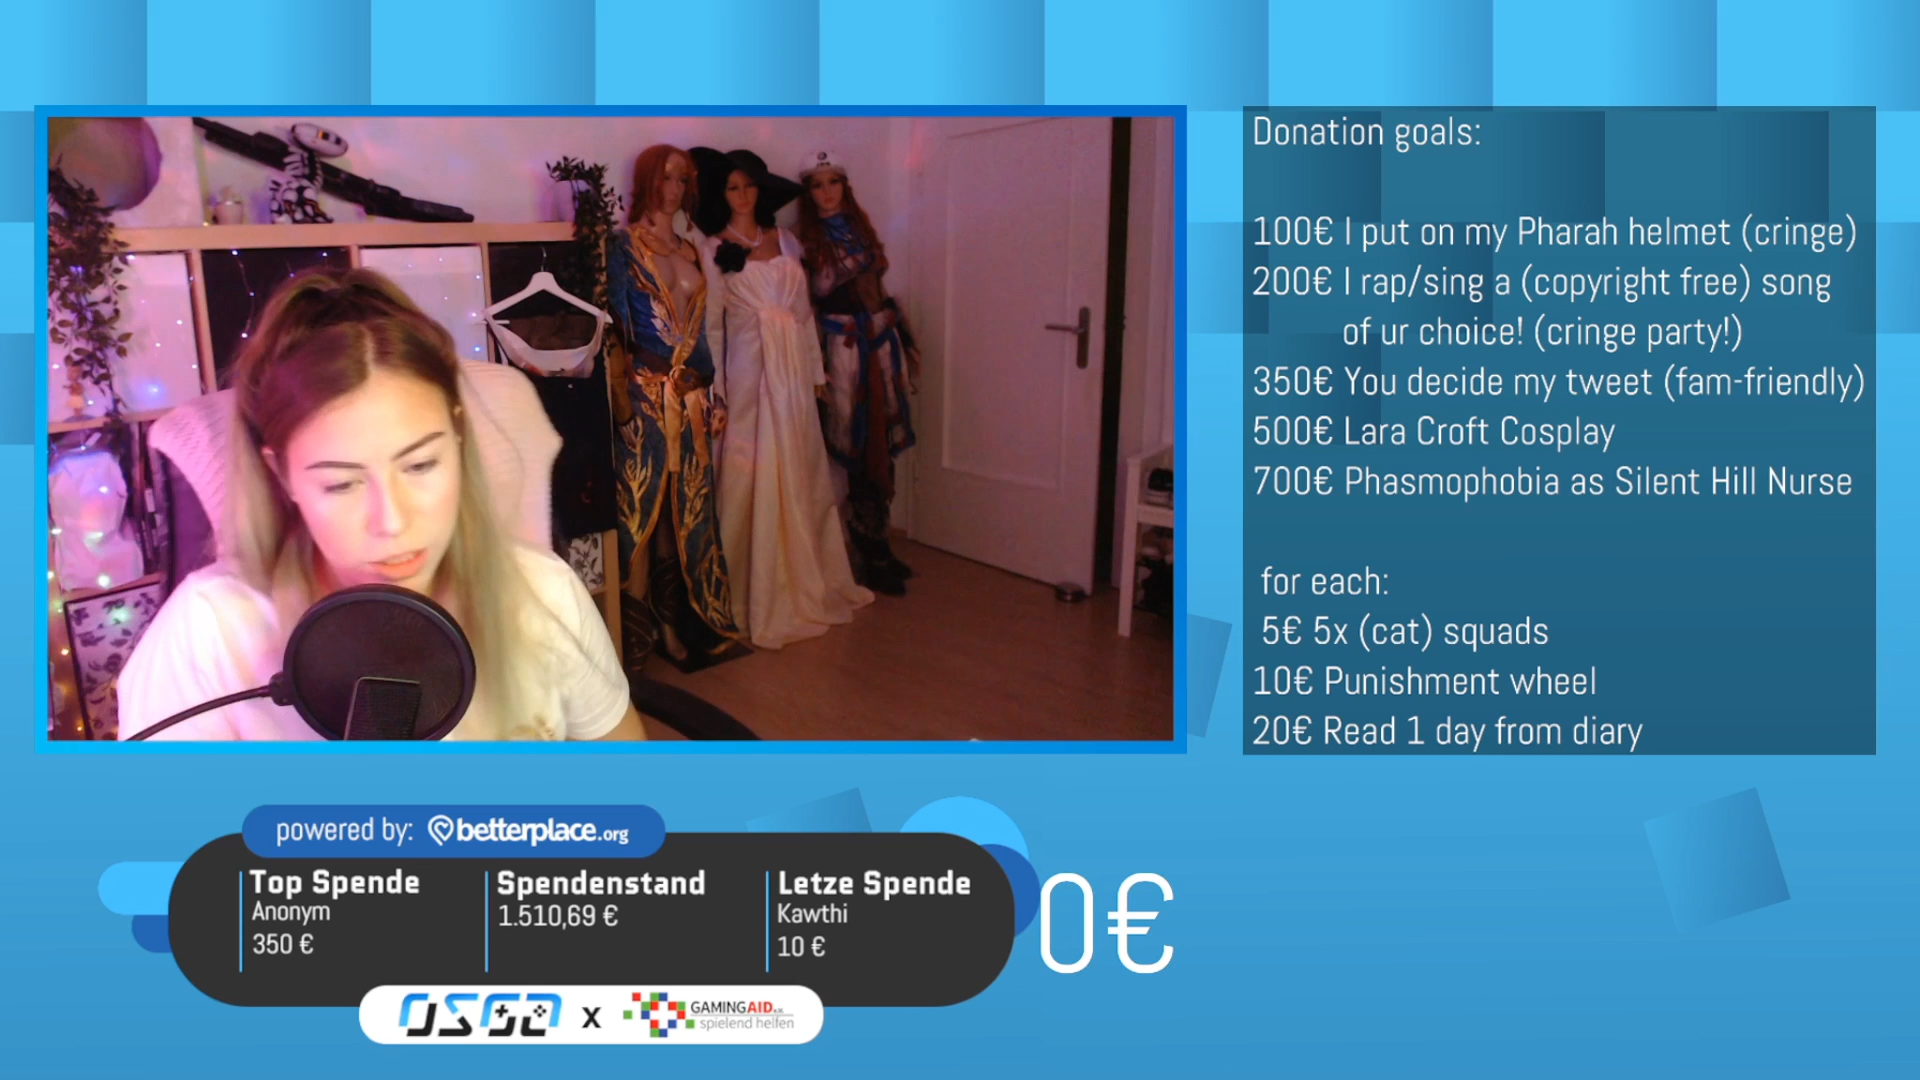 Donation goals:
100€ I put on my Pharah helmet (cringe)
200€ I rap/sing a (copyright free) song
of ur choice! (cringe party!)
350€ You decide my tweet (fam-friendly)
500€ Lara Croft Cosplay
700€ Phasmophobia as Silent Hill Nurse
for each:
5€ 5x (cat) squads
10€ Punishment wheel
20€ Read 1 day from diary
powered by: betterplace.org
Top Spende
Anonym
350 €
Spendenstand
1.510,69 €
Letze Spende
Kawthi
10 €
0€
x
GAMINGAID e.V.
spielend helfen